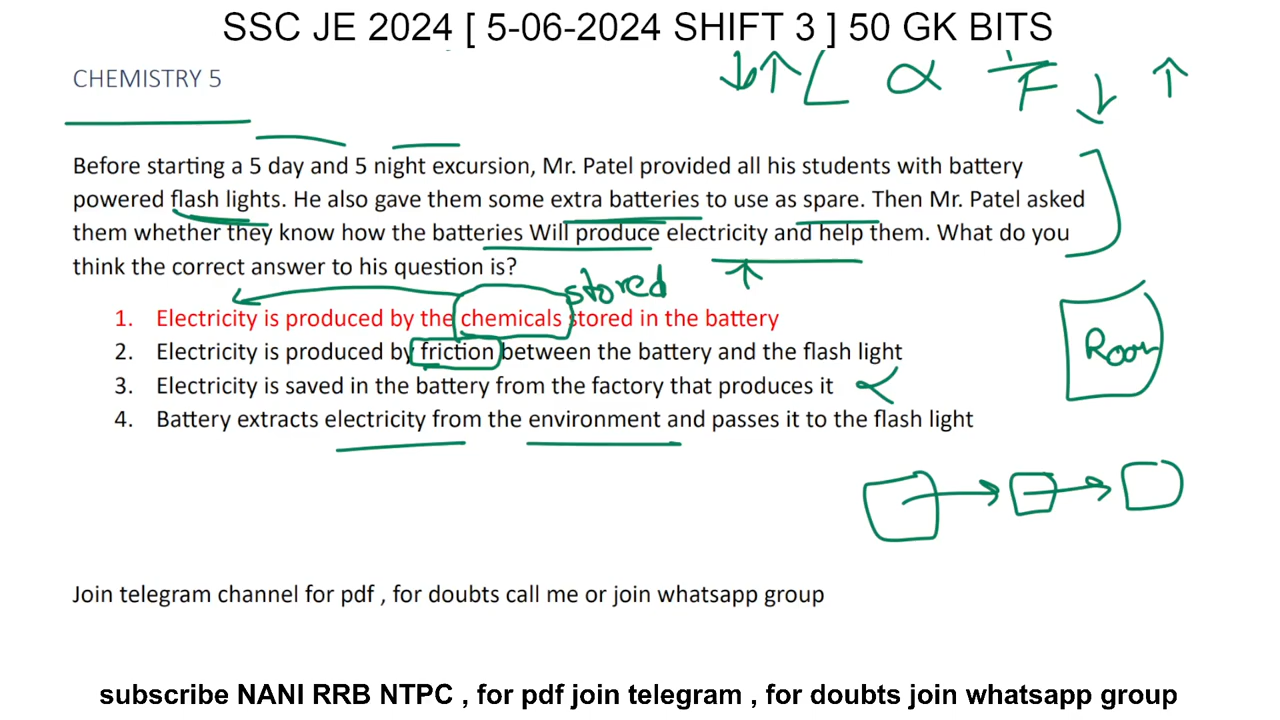 SSC JE 2024 [ 5-06-2024 SHIFT 3 ] 50 GK BITS
CHEMISTRY 5
↓↑ L ∝ 1/F ↓ ↑
Before starting a 5 day and 5 night excursion, Mr. Patel provided all his students with battery
powered flash lights. He also gave them some extra batteries to use as spare. Then Mr. Patel asked
them whether they know how the batteries Will produce electricity and help them. What do you
think the correct answer to his question is?
stored
1. Electricity is produced by the chemicals stored in the battery
2. Electricity is produced by friction between the battery and the flash light
Room
3. Electricity is saved in the battery from the factory that produces it
4. Battery extracts electricity from the environment and passes it to the flash light
Join telegram channel for pdf , for doubts call me or join whatsapp group
subscribe NANI RRB NTPC , for pdf join telegram , for doubts join whatsapp group